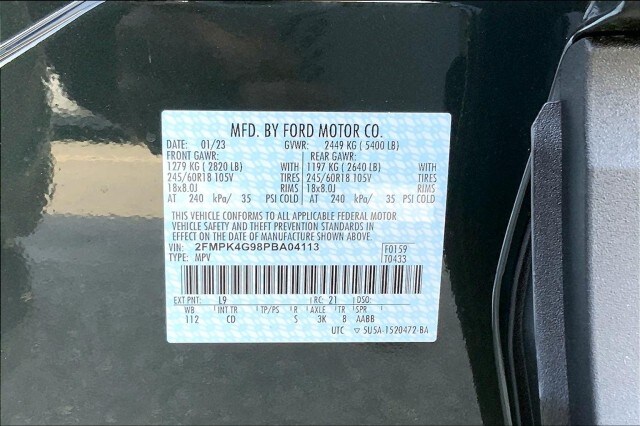 MFD. BY FORD MOTOR CO.
DATE: 01/23 GVWR: 2449 KG ( 5400 LB)
FRONT GAWR: REAR GAWR:
1279 KG ( 2820 LB) WITH 1197 KG ( 2640 LB) WITH
245/60R18 105V TIRES 245/60R18 105V TIRES
18x8.0J RIMS 18x8.0J RIMS
AT 240 kPa/ 35 PSI COLD AT 240 kPa/ 35 PSI COLD
THIS VEHICLE CONFORMS TO ALL APPLICABLE FEDERAL MOTOR
VEHICLE SAFETY AND THEFT PREVENTION STANDARDS IN
EFFECT ON THE DATE OF MANUFACTURE SHOWN ABOVE.
VIN: 2FMPK4G98PBA04113 F0159
TYPE: MPV T0433
EXT PNT: L9 RC: 21 DSO:
WB INT TR TP/PS R AXLE TR SPR
112 CD 5 3K 8 AABB
UTC 5U5A-1520472-BA